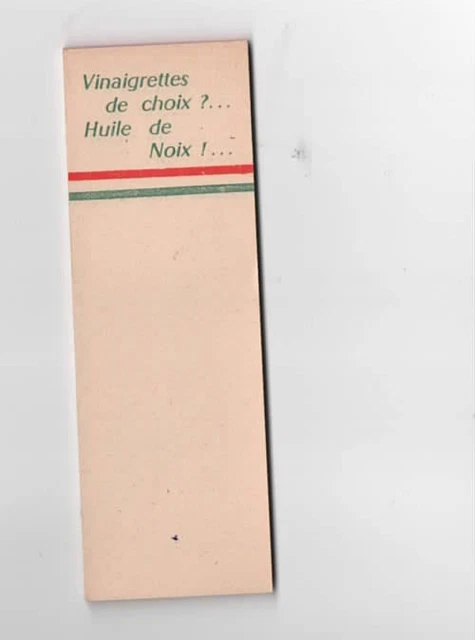 Vinaigrettes
de choix ?...
Huile de
Noix !...